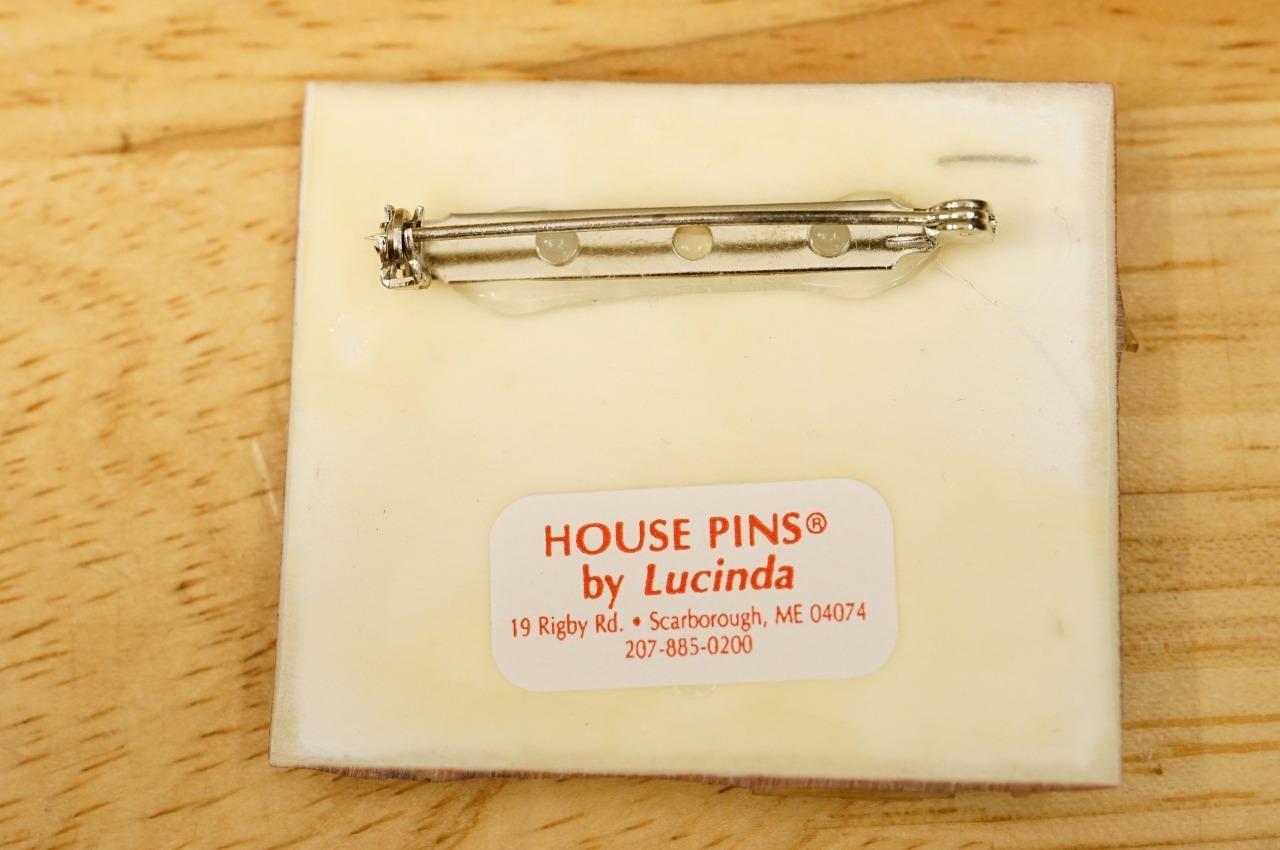 HOUSE PINS®
by Lucinda
19 Rigby Rd. • Scarborough, ME 04074
207-885-0200